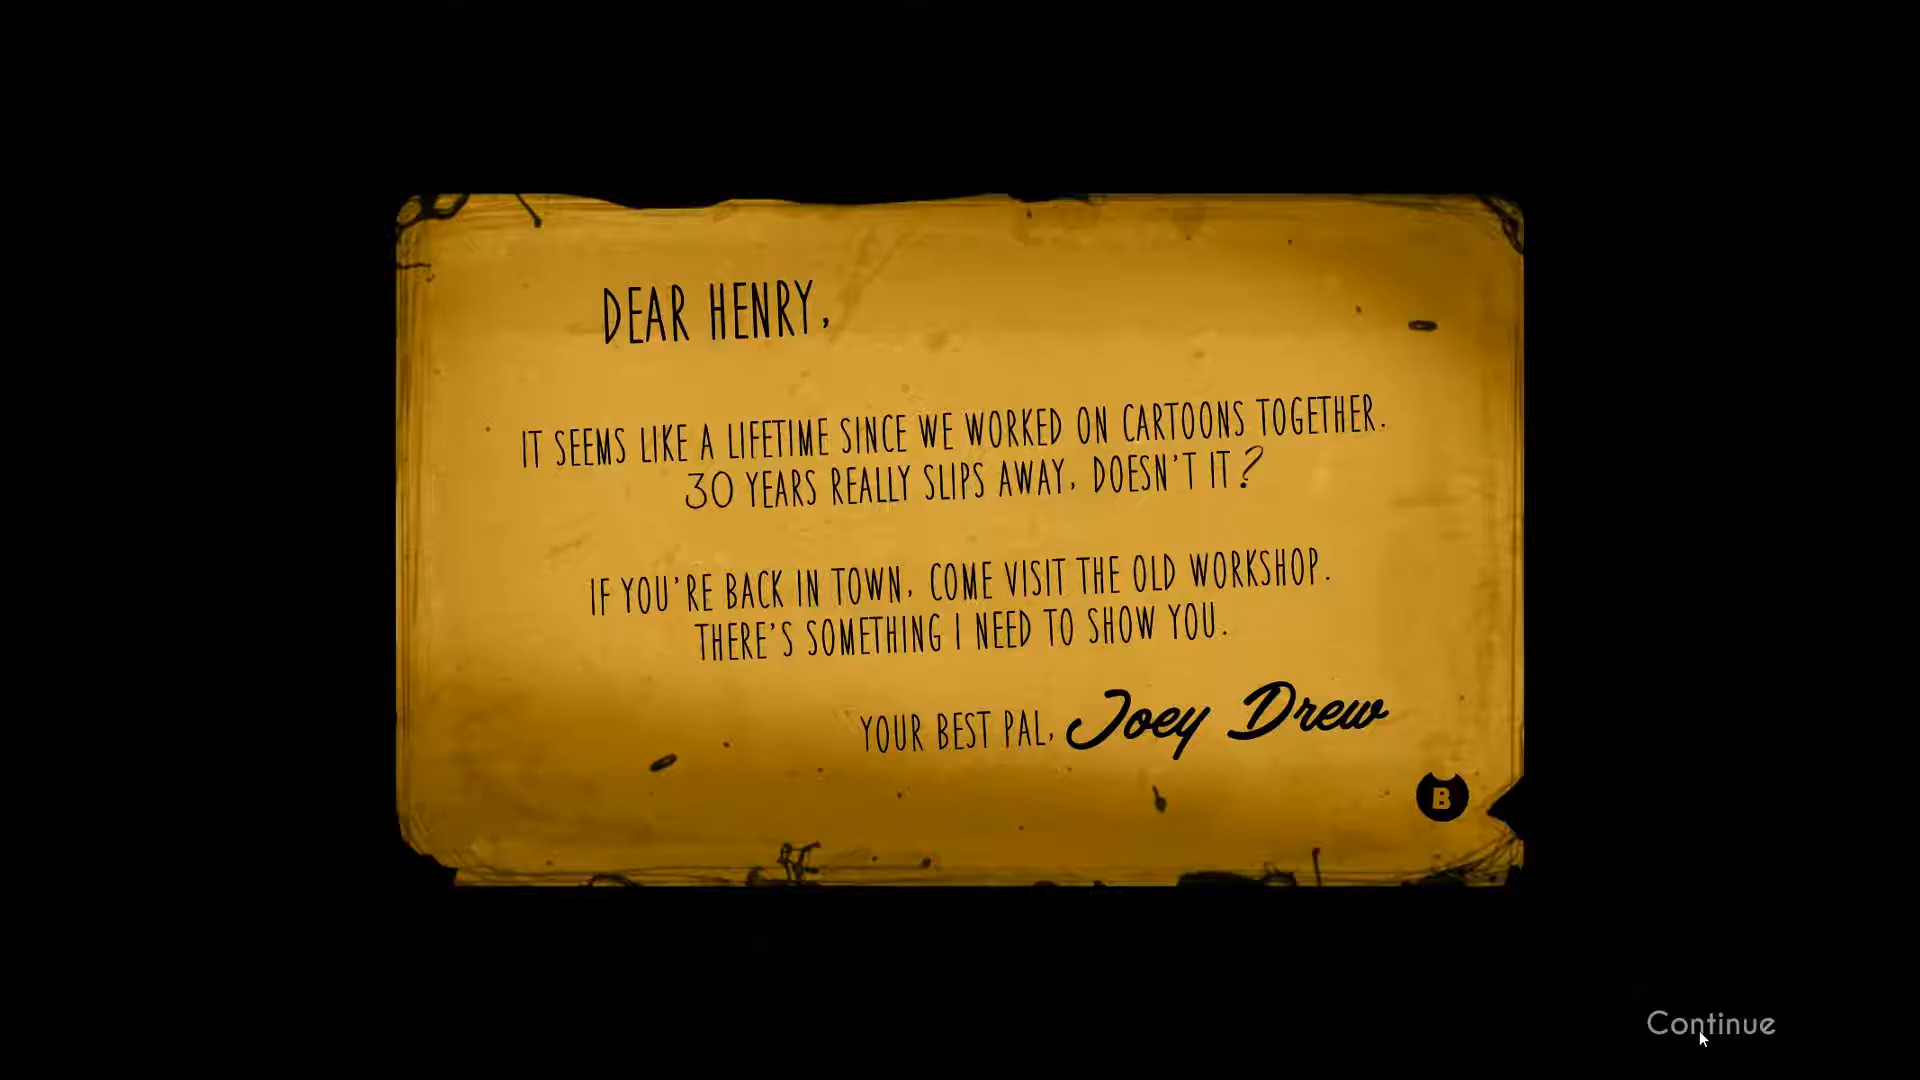 DEAR HENRY,
IT SEEMS LIKE A LIFETIME SINCE WE WORKED ON CARTOONS TOGETHER.
30 YEARS REALLY SLIPS AWAY, DOESN'T IT?
IF YOU'RE BACK IN TOWN, COME VISIT THE OLD WORKSHOP.
THERE'S SOMETHING I NEED TO SHOW YOU.
YOUR BEST PAL, Joey Drew
B
Continue